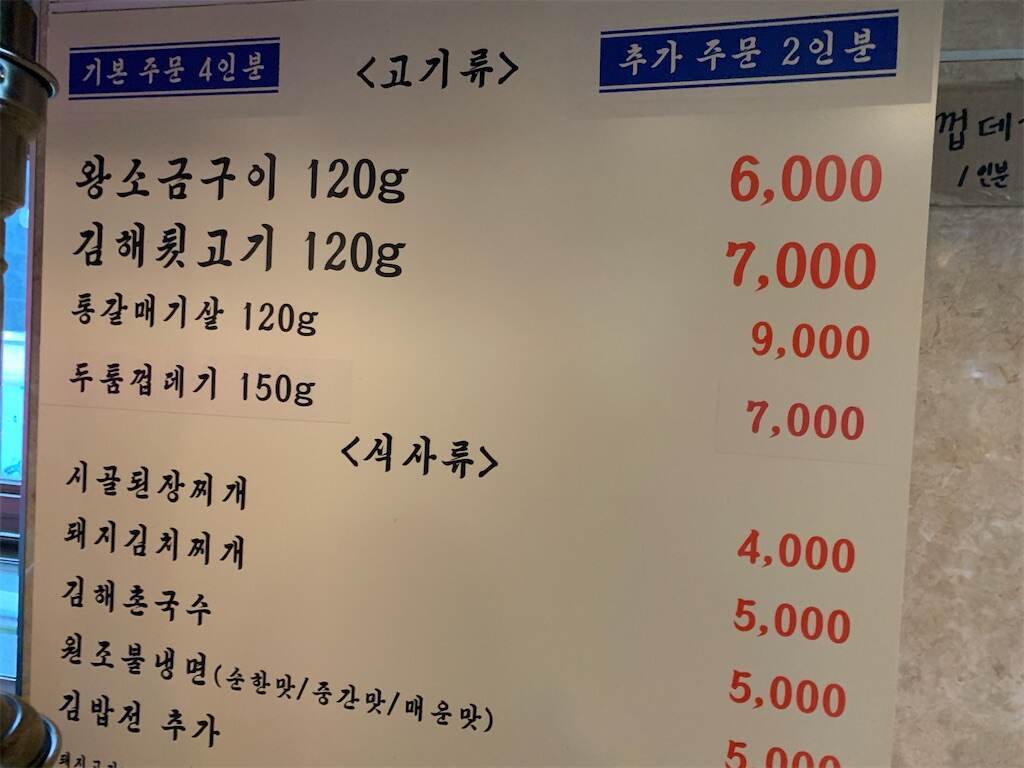 기본 주문 4인분 <고기류> 추가 주문 2인분
왕소금구이 120g 6,000
김해뒷고기 120g 7,000
통갈매기살 120g 9,000
두툼껍데기 150g 7,000
<식사류>
시골된장찌개 4,000
돼지김치찌개 5,000
김해촌국수 5,000
원조불냉면(순한맛/중간맛/매운맛) 5,000
김밥전 추가
껍데
1인분